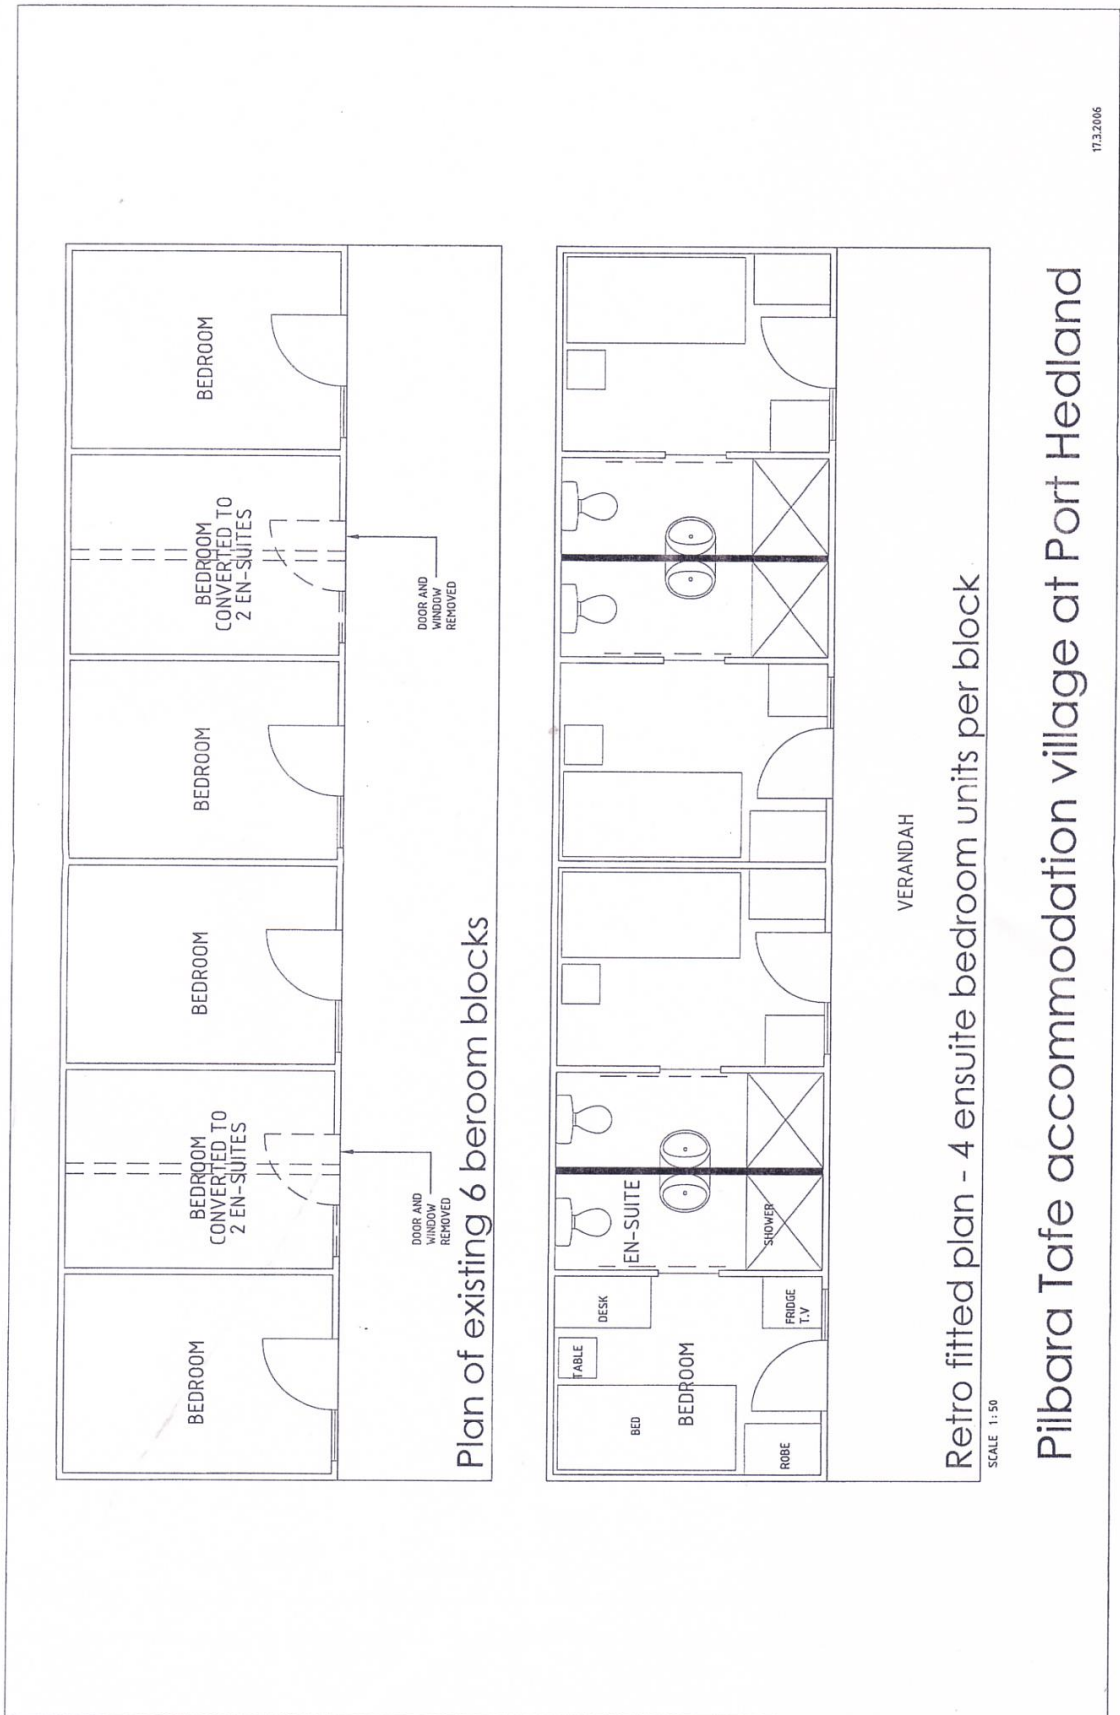 BEDROOM
BEDROOM
CONVERTED TO
2 EN-SUITES
BEDROOM
BEDROOM
BEDROOM
CONVERTED TO
2 EN-SUITES
BEDROOM
DOOR AND
WINDOW
REMOVED
DOOR AND
WINDOW
REMOVED
Plan of existing 6 beroom blocks
TABLE
DESK
BED
BEDROOM
EN-SUITE
ROBE
FRIDGE
T.V
SHOWER
VERANDAH
Retro fitted plan - 4 ensuite bedroom units per block
SCALE 1:50
Pilbara Tafe accommodation village at Port Hedland
17.3.2006